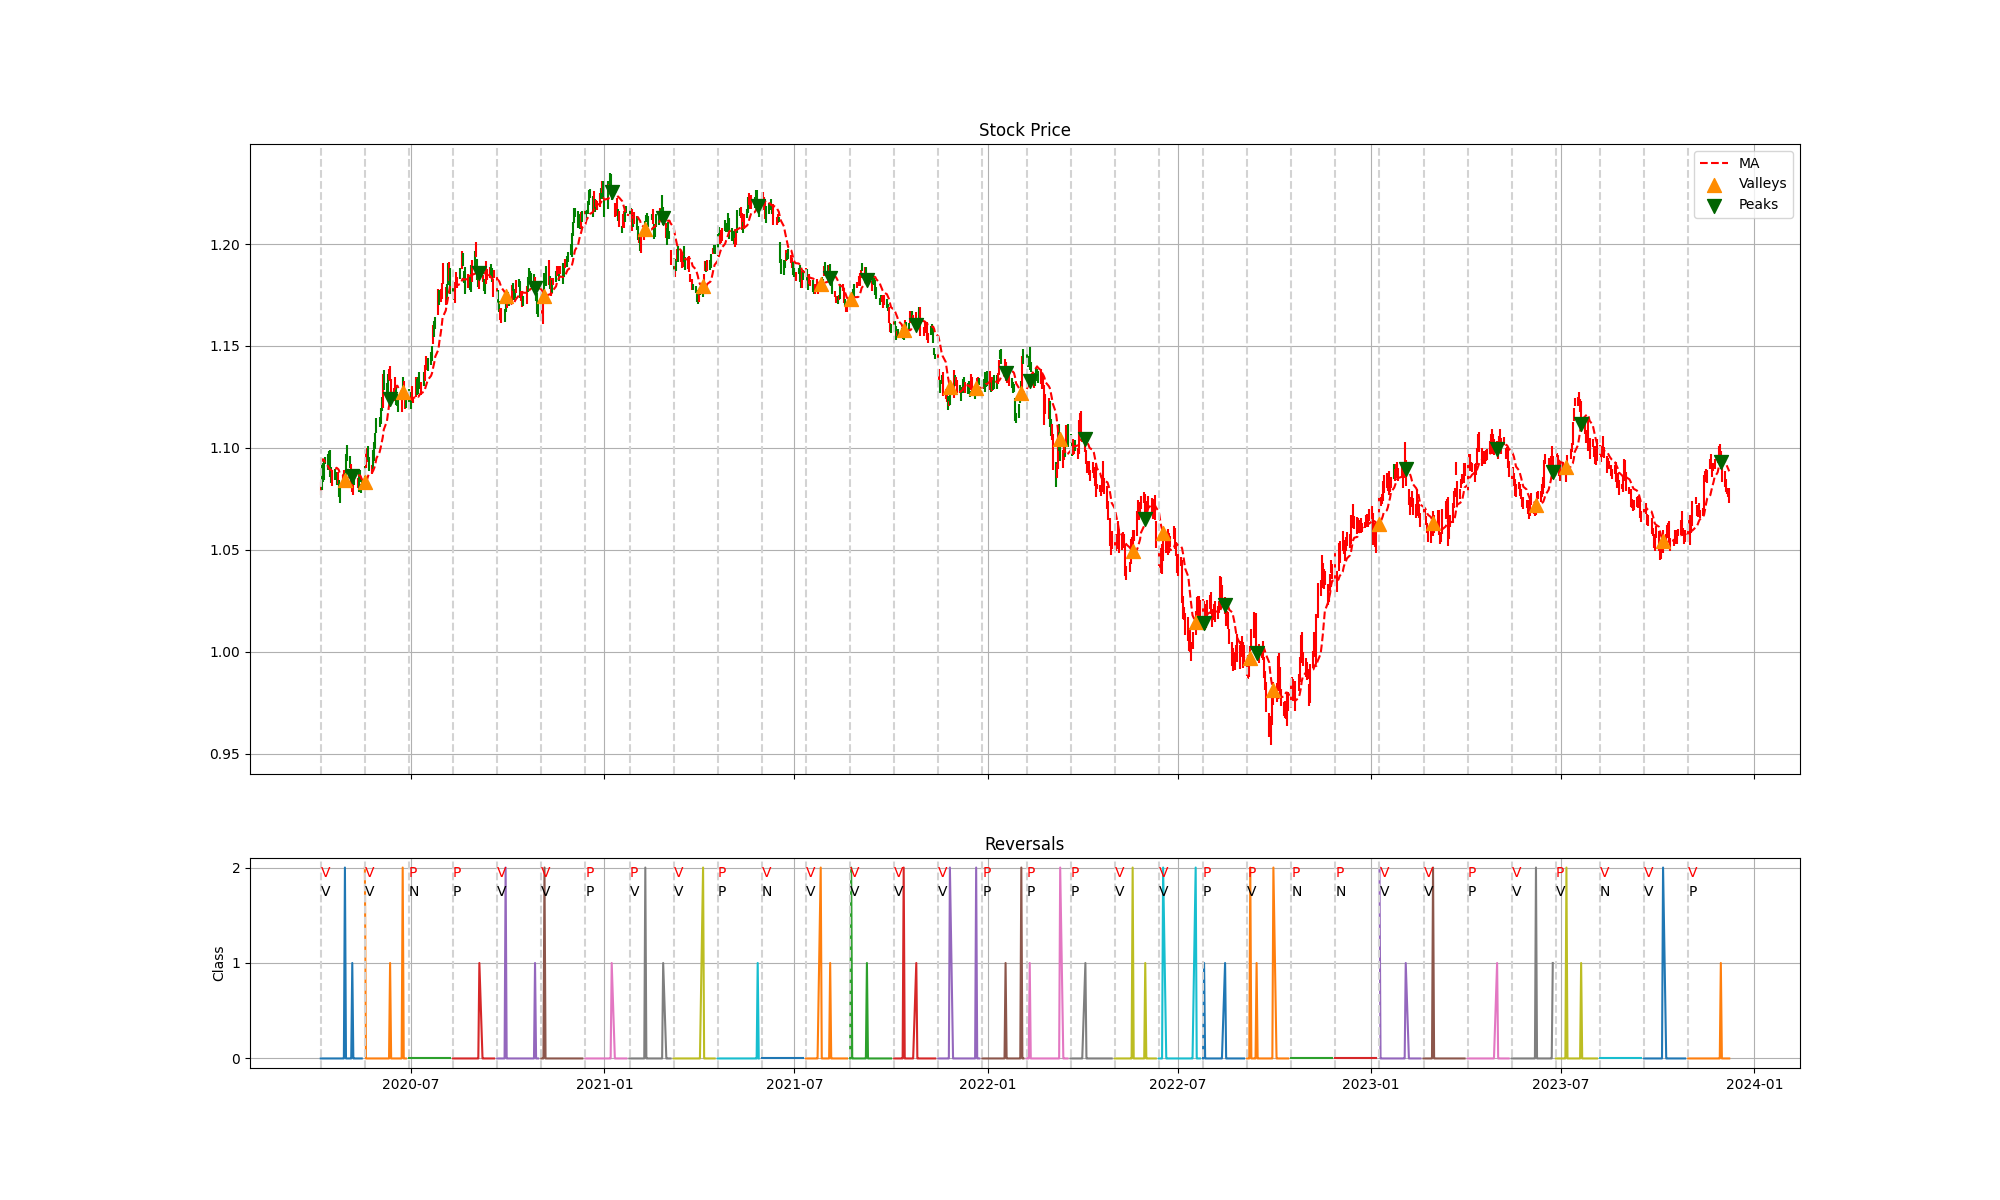 Stock Price
MA
Valleys
Peaks
1.20
1.15
1.10
1.05
1.00
0.95
Reversals
V V P P V V P P V P V V V V V P P P V V P P P P V V P V P V V V
V V N P V V P V V P N V V V V P P P V V P V N N V V P V V N V P
2
1
0
Class
2020-07 2021-01 2021-07 2022-01 2022-07 2023-01 2023-07 2024-01